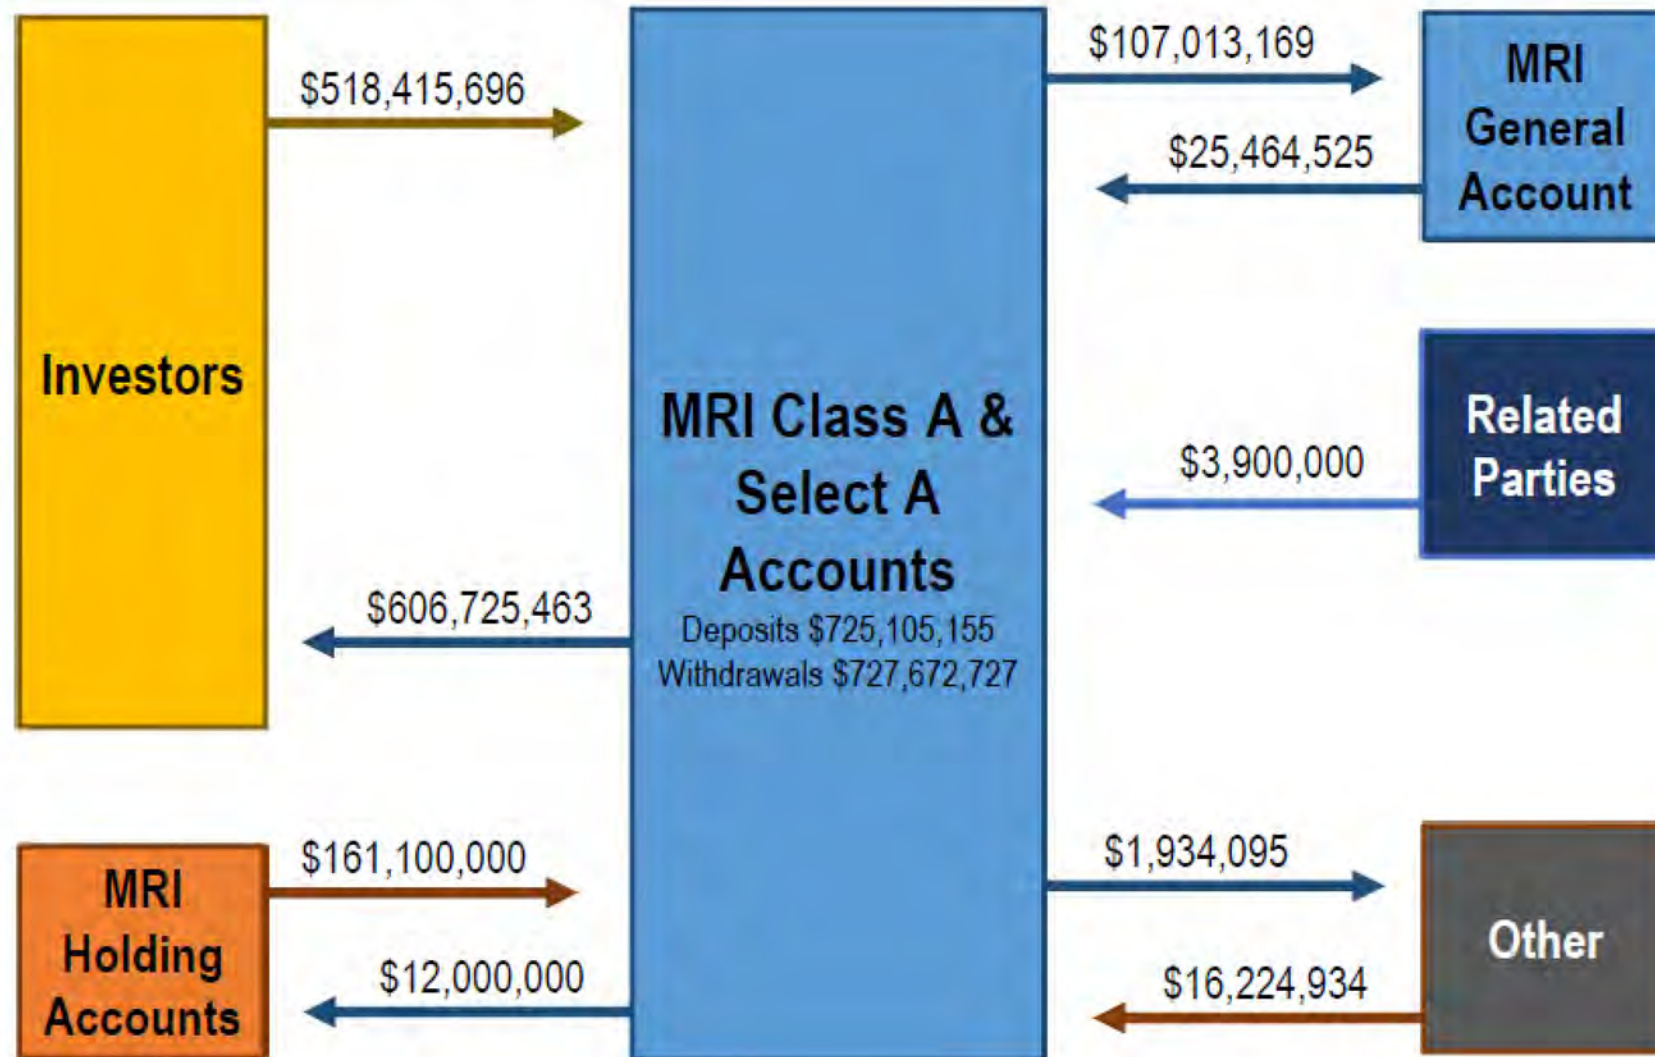 Investors
$518,415,696
$606,725,463
MRI
Holding
Accounts
$161,100,000
$12,000,000
MRI Class A &
Select A
Accounts
Deposits $725,105,155
Withdrawals $727,672,727
$107,013,169
$25,464,525
MRI
General
Account
$3,900,000
Related
Parties
$1,934,095
$16,224,934
Other